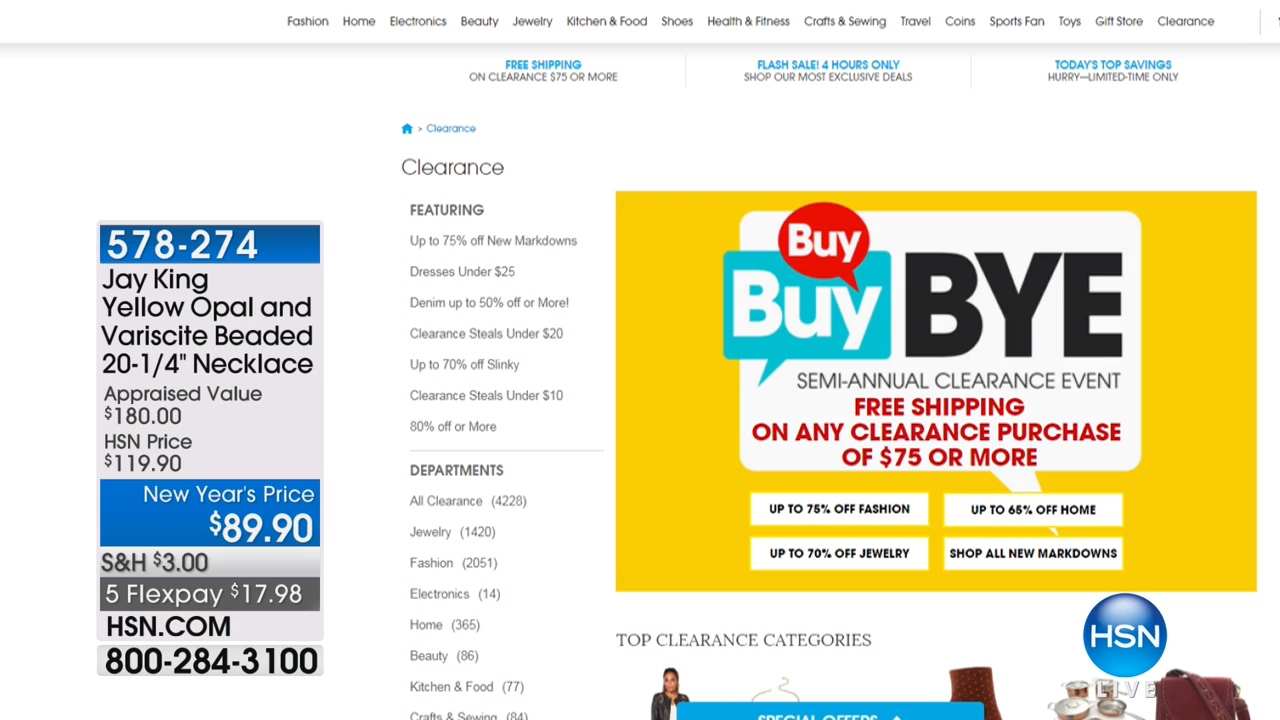 Fashion Home Electronics Beauty Jewelry Kitchen & Food Shoes Health & Fitness Crafts & Sewing Travel Coins Sports Fan Toys Gift Store Clearance
FREE SHIPPING
ON CLEARANCE $75 OR MORE
FLASH SALE! 4 HOURS ONLY
SHOP OUR MOST EXCLUSIVE DEALS
TODAY'S TOP SAVINGS
HURRY—LIMITED-TIME ONLY
> Clearance
Clearance
FEATURING
Up to 75% off New Markdowns
Dresses Under $25
Denim up to 50% off or More!
Clearance Steals Under $20
Up to 70% off Slinky
Clearance Steals Under $10
80% off or More
DEPARTMENTS
All Clearance (4228)
Jewelry (1420)
Fashion (2051)
Electronics (14)
Home (365)
Beauty (86)
Kitchen & Food (77)
Crafts & Sewing (84)
578-274
Jay King
Yellow Opal and
Variscite Beaded
20-1/4" Necklace
Appraised Value
$180.00
HSN Price
$119.90
New Year's Price
$89.90
S&H $3.00
5 Flexpay $17.98
HSN.COM
800-284-3100
Buy
Buy BYE
SEMI-ANNUAL CLEARANCE EVENT
FREE SHIPPING
ON ANY CLEARANCE PURCHASE
OF $75 OR MORE
UP TO 75% OFF FASHION
UP TO 65% OFF HOME
UP TO 70% OFF JEWELRY
SHOP ALL NEW MARKDOWNS
TOP CLEARANCE CATEGORIES
HSN
LIVE
SPECIAL OFFERS